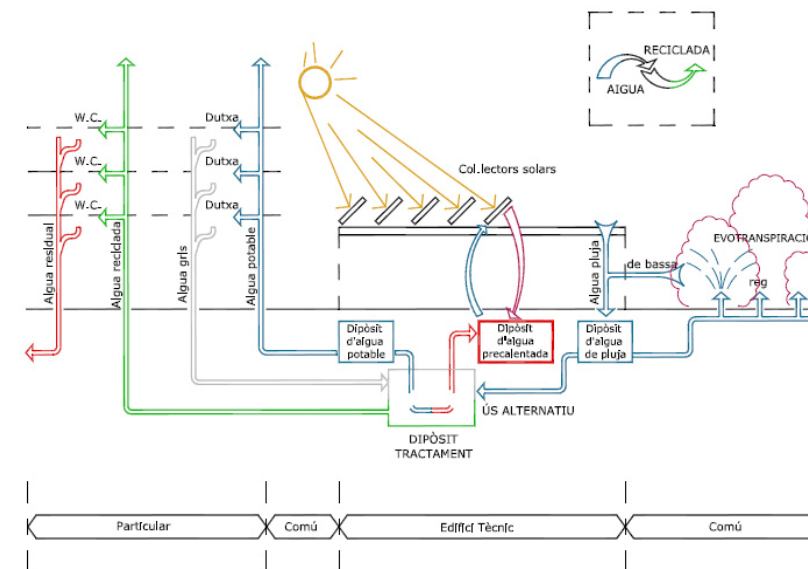 RECICLADA
AIGUA
W.C.
Dutxa
W.C.
Dutxa
W.C.
Dutxa
Col.lectors solars
Aigua residual
Aigua reciclada
Aigua gris
Aigua potable
Aigua pluja
de bassa
EVOTRANSPIRACIÓ
reg
Dipòsit
d'aigua
potable
Dipòsit
d'aigua
precalentada
Dipòsit
d'aigua
de pluja
ÚS ALTERNATIU
DIPÒSIT
TRACTAMENT
Particular
Comú
Edifici Tècnic
Comú